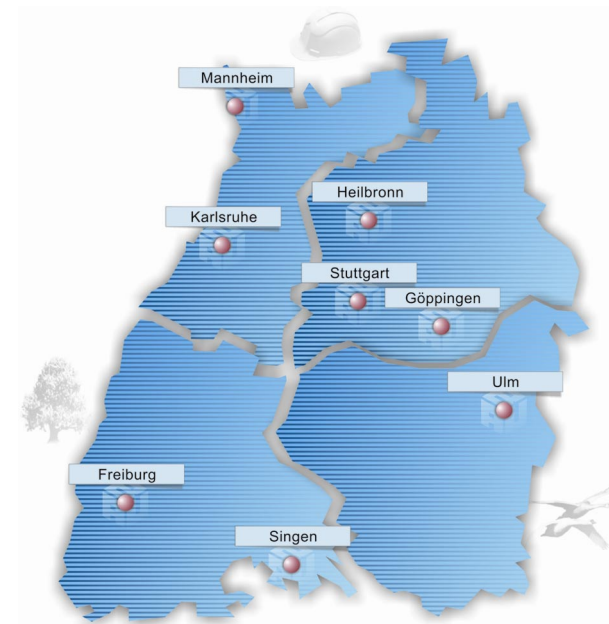 Mannheim
Heilbronn
Karlsruhe
Stuttgart
Göppingen
Ulm
Freiburg
Singen